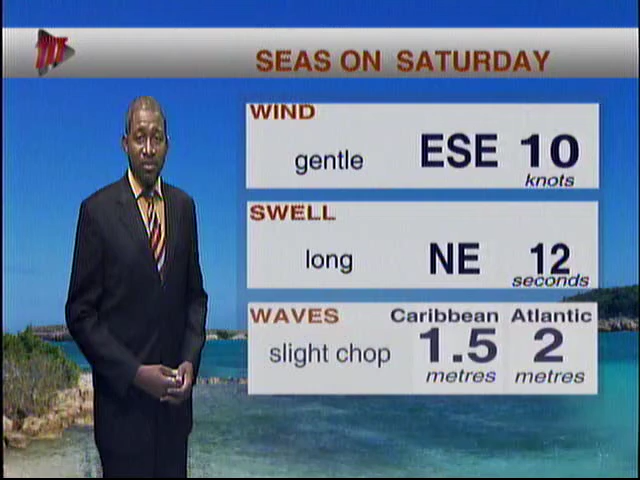 SEAS ON SATURDAY
WIND
gentle ESE 10
knots
SWELL
long NE 12
seconds
WAVES Caribbean Atlantic
slight chop 1.5 2
metres metres